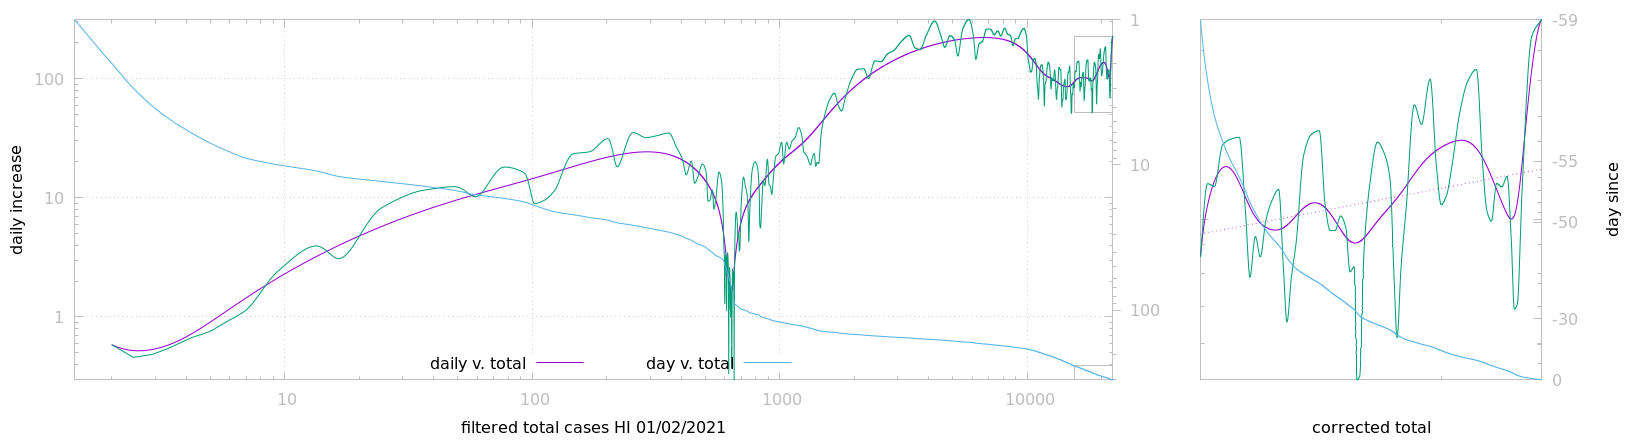 daily increase
100
10
1
10
100
1000
10000
filtered total cases HI 01/02/2021
daily v. total
day v. total
1
10
100
-59
-55
-50
-30
0
day since
corrected total